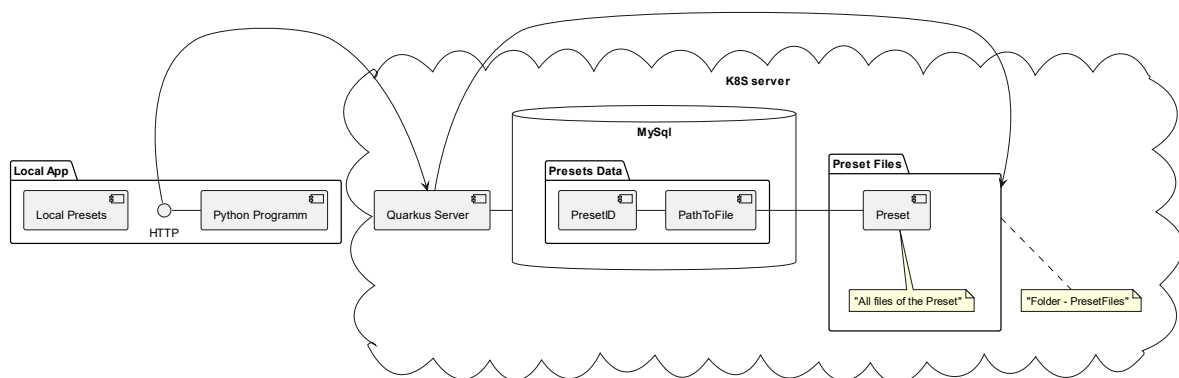 K8S server
MySql
Local App
Presets Data
Preset Files
Local Presets
Python Programm
Quarkus Server
PresetID
PathToFile
Preset
HTTP
"All files of the Preset"
"Folder - PresetFiles"